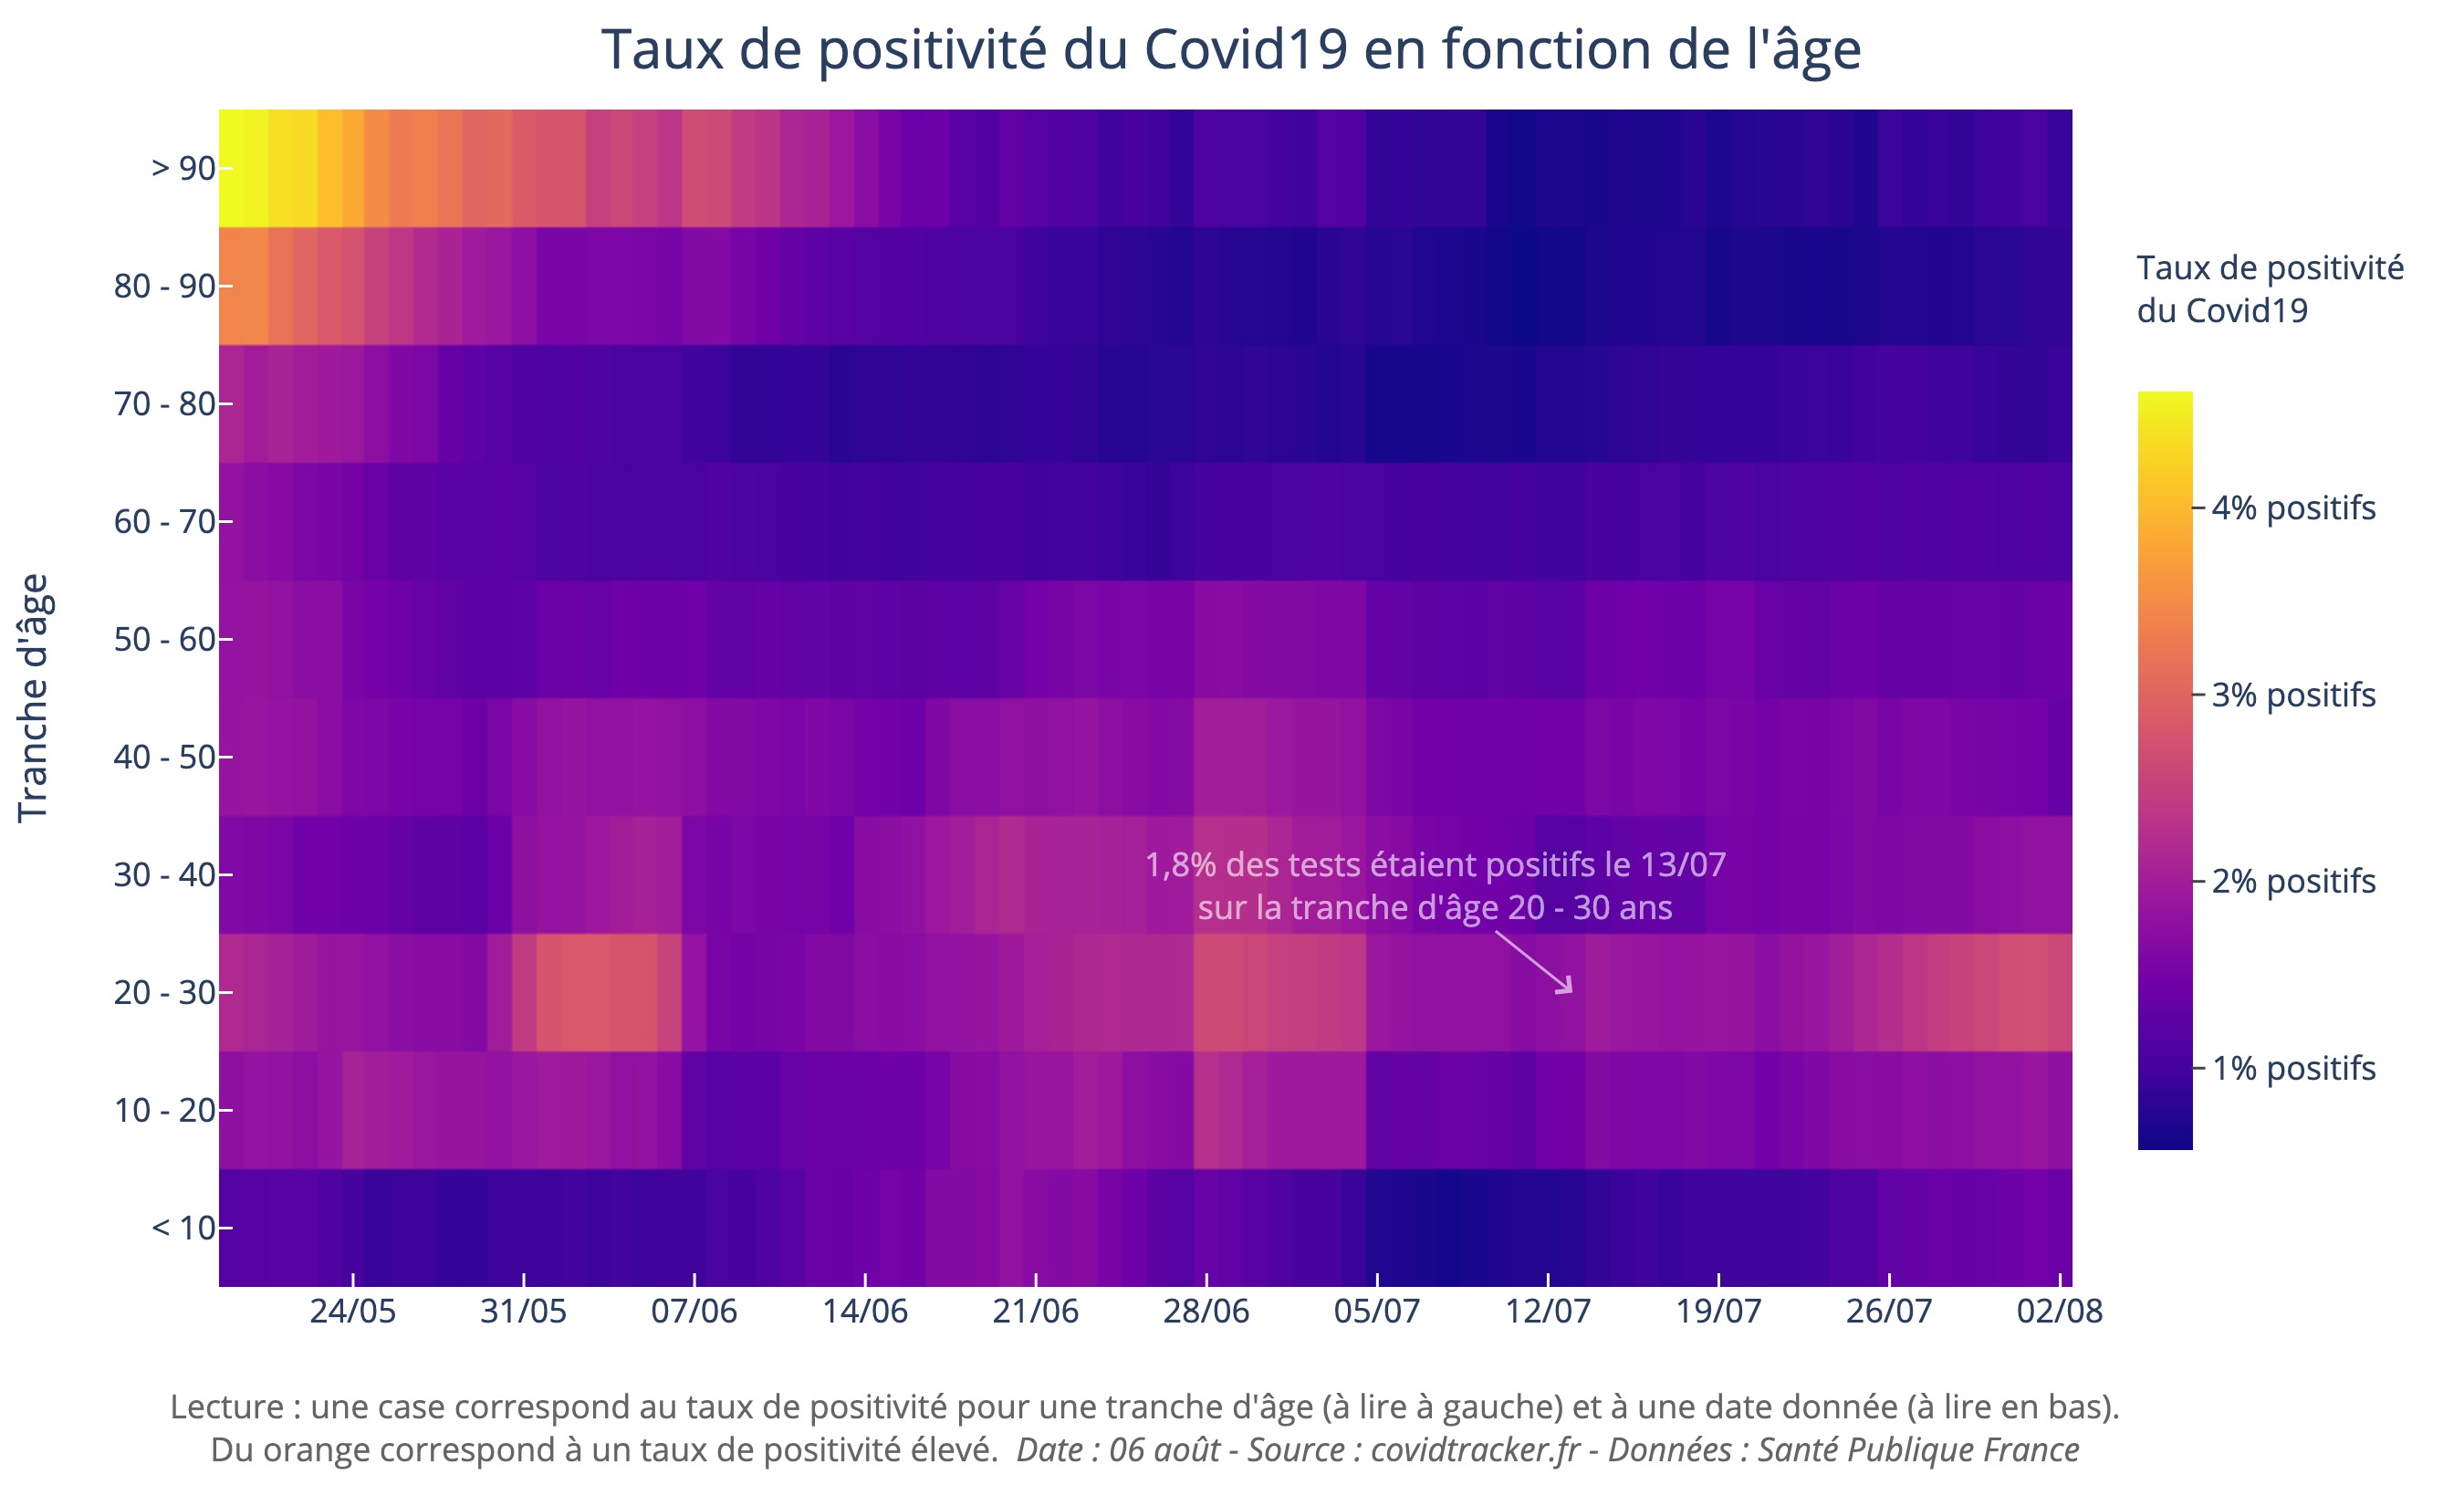 Taux de positivité du Covid19 en fonction de l'âge
Tranche d'âge
> 90
80 - 90
70 - 80
60 - 70
50 - 60
40 - 50
30 - 40
20 - 30
10 - 20
< 10
1,8% des tests étaient positifs le 13/07
sur la tranche d'âge 20 - 30 ans
24/05
31/05
07/06
14/06
21/06
28/06
05/07
12/07
19/07
26/07
02/08
Taux de positivité
du Covid19
4% positifs
3% positifs
2% positifs
1% positifs
Lecture : une case correspond au taux de positivité pour une tranche d'âge (à lire à gauche) et à une date donnée (à lire en bas).
Du orange correspond à un taux de positivité élevé. Date : 06 août - Source : covidtracker.fr - Données : Santé Publique France